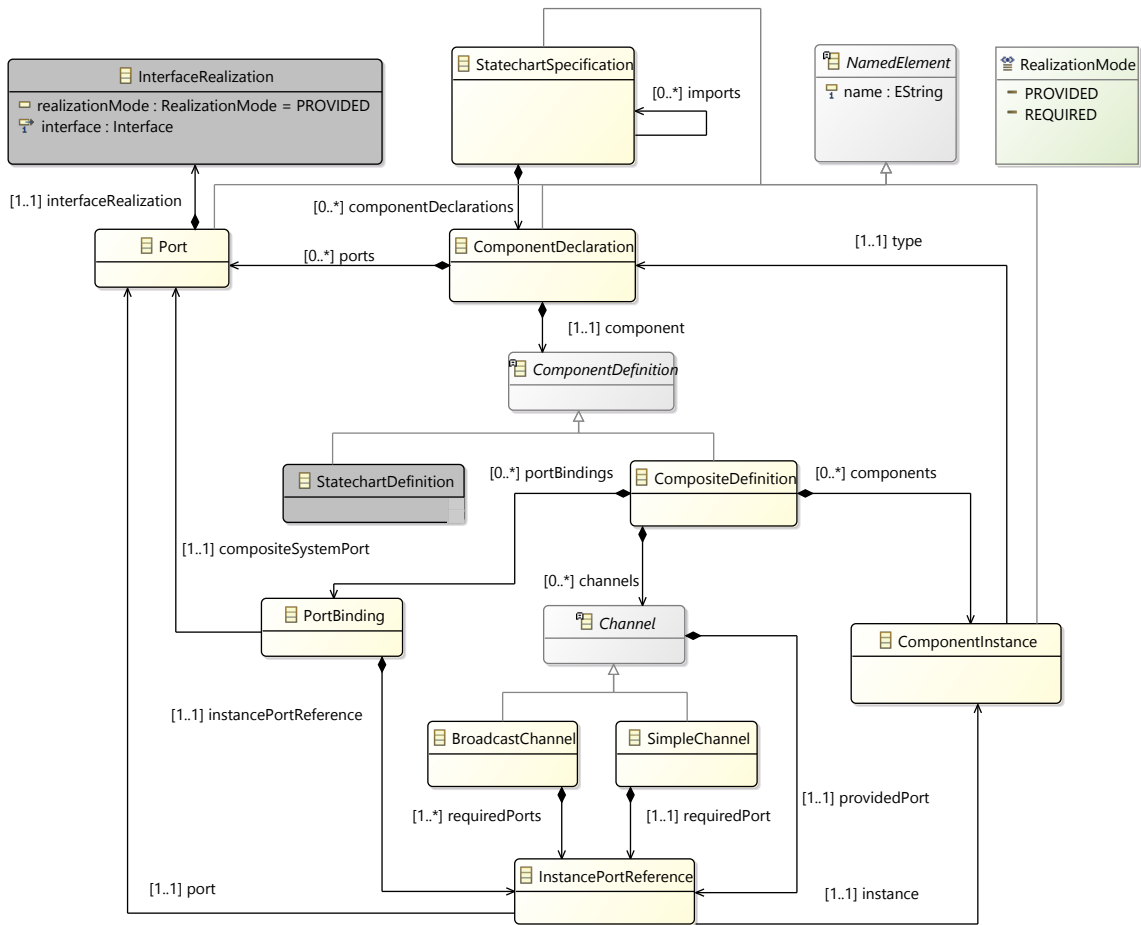 InterfaceRealization
realizationMode : RealizationMode = PROVIDED
interface : Interface
StatechartSpecification
[0..*] imports
NamedElement
name : EString
RealizationMode
PROVIDED
REQUIRED
[1..1] interfaceRealization
[0..*] componentDeclarations
Port
[0..*] ports
ComponentDeclaration
[1..1] type
[1..1] component
ComponentDefinition
StatechartDefinition
[0..*] portBindings
CompositeDefinition
[0..*] components
[1..1] compositeSystemPort
[0..*] channels
PortBinding
Channel
ComponentInstance
[1..1] instancePortReference
BroadcastChannel
SimpleChannel
[1..*] requiredPorts
[1..1] requiredPort
[1..1] providedPort
InstancePortReference
[1..1] port
[1..1] instance